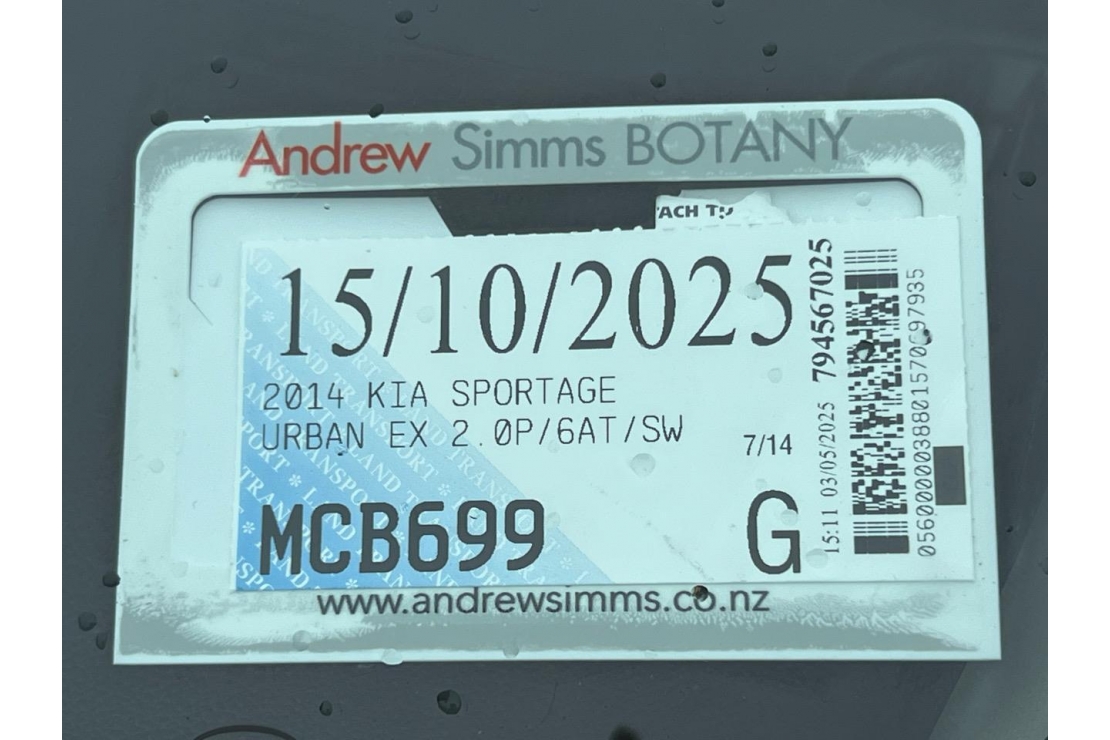 Andrew Simms BOTANY
15/10/2025
2014 KIA SPORTAGE
URBAN EX 2.0P/6AT/SW
7/14
MCB699
G
794567025
15:11 03/05/2025
www.andrewsimms.co.nz